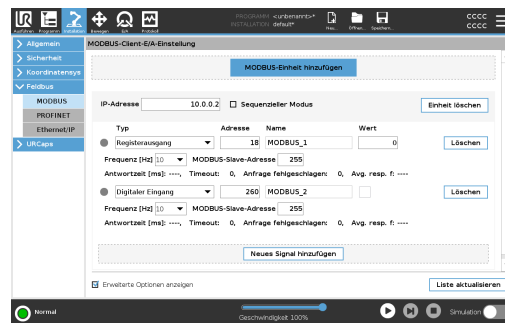 UR
PROGRAMM <unbenannt>*
INSTALLATION default*
CCCC
CCCC
Ausführen Programm Installation Bewegen E/A Protokoll Neu... Öffnen... Speichern...
Allgemein
MODBUS-Client-E/A-Einstellung
Sicherheit
Koordinatensys
Feldbus
MODBUS
PROFINET
Ethernet/IP
URCaps
MODBUS-Einheit hinzufügen
IP-Adresse 10.0.0.2 Sequenzieller Modus Einheit löschen
Typ Adresse Name Wert
Registerausgang 18 MODBUS_1 0 Löschen
Frequenz [Hz] 10 MODBUS-Slave-Adresse 255
Antwortzeit [ms]: ----, Timeout: 0, Anfrage fehlgeschlagen: 0, Avg. resp. f: ----
Digitaler Eingang 260 MODBUS_2 Löschen
Frequenz [Hz] 10 MODBUS-Slave-Adresse 255
Antwortzeit [ms]: ----, Timeout: 0, Anfrage fehlgeschlagen: 0, Avg. resp. f: ----
Neues Signal hinzufügen
Erweiterte Optionen anzeigen
Liste aktualisieren
Normal
Geschwindigkeit 100%
Simulation